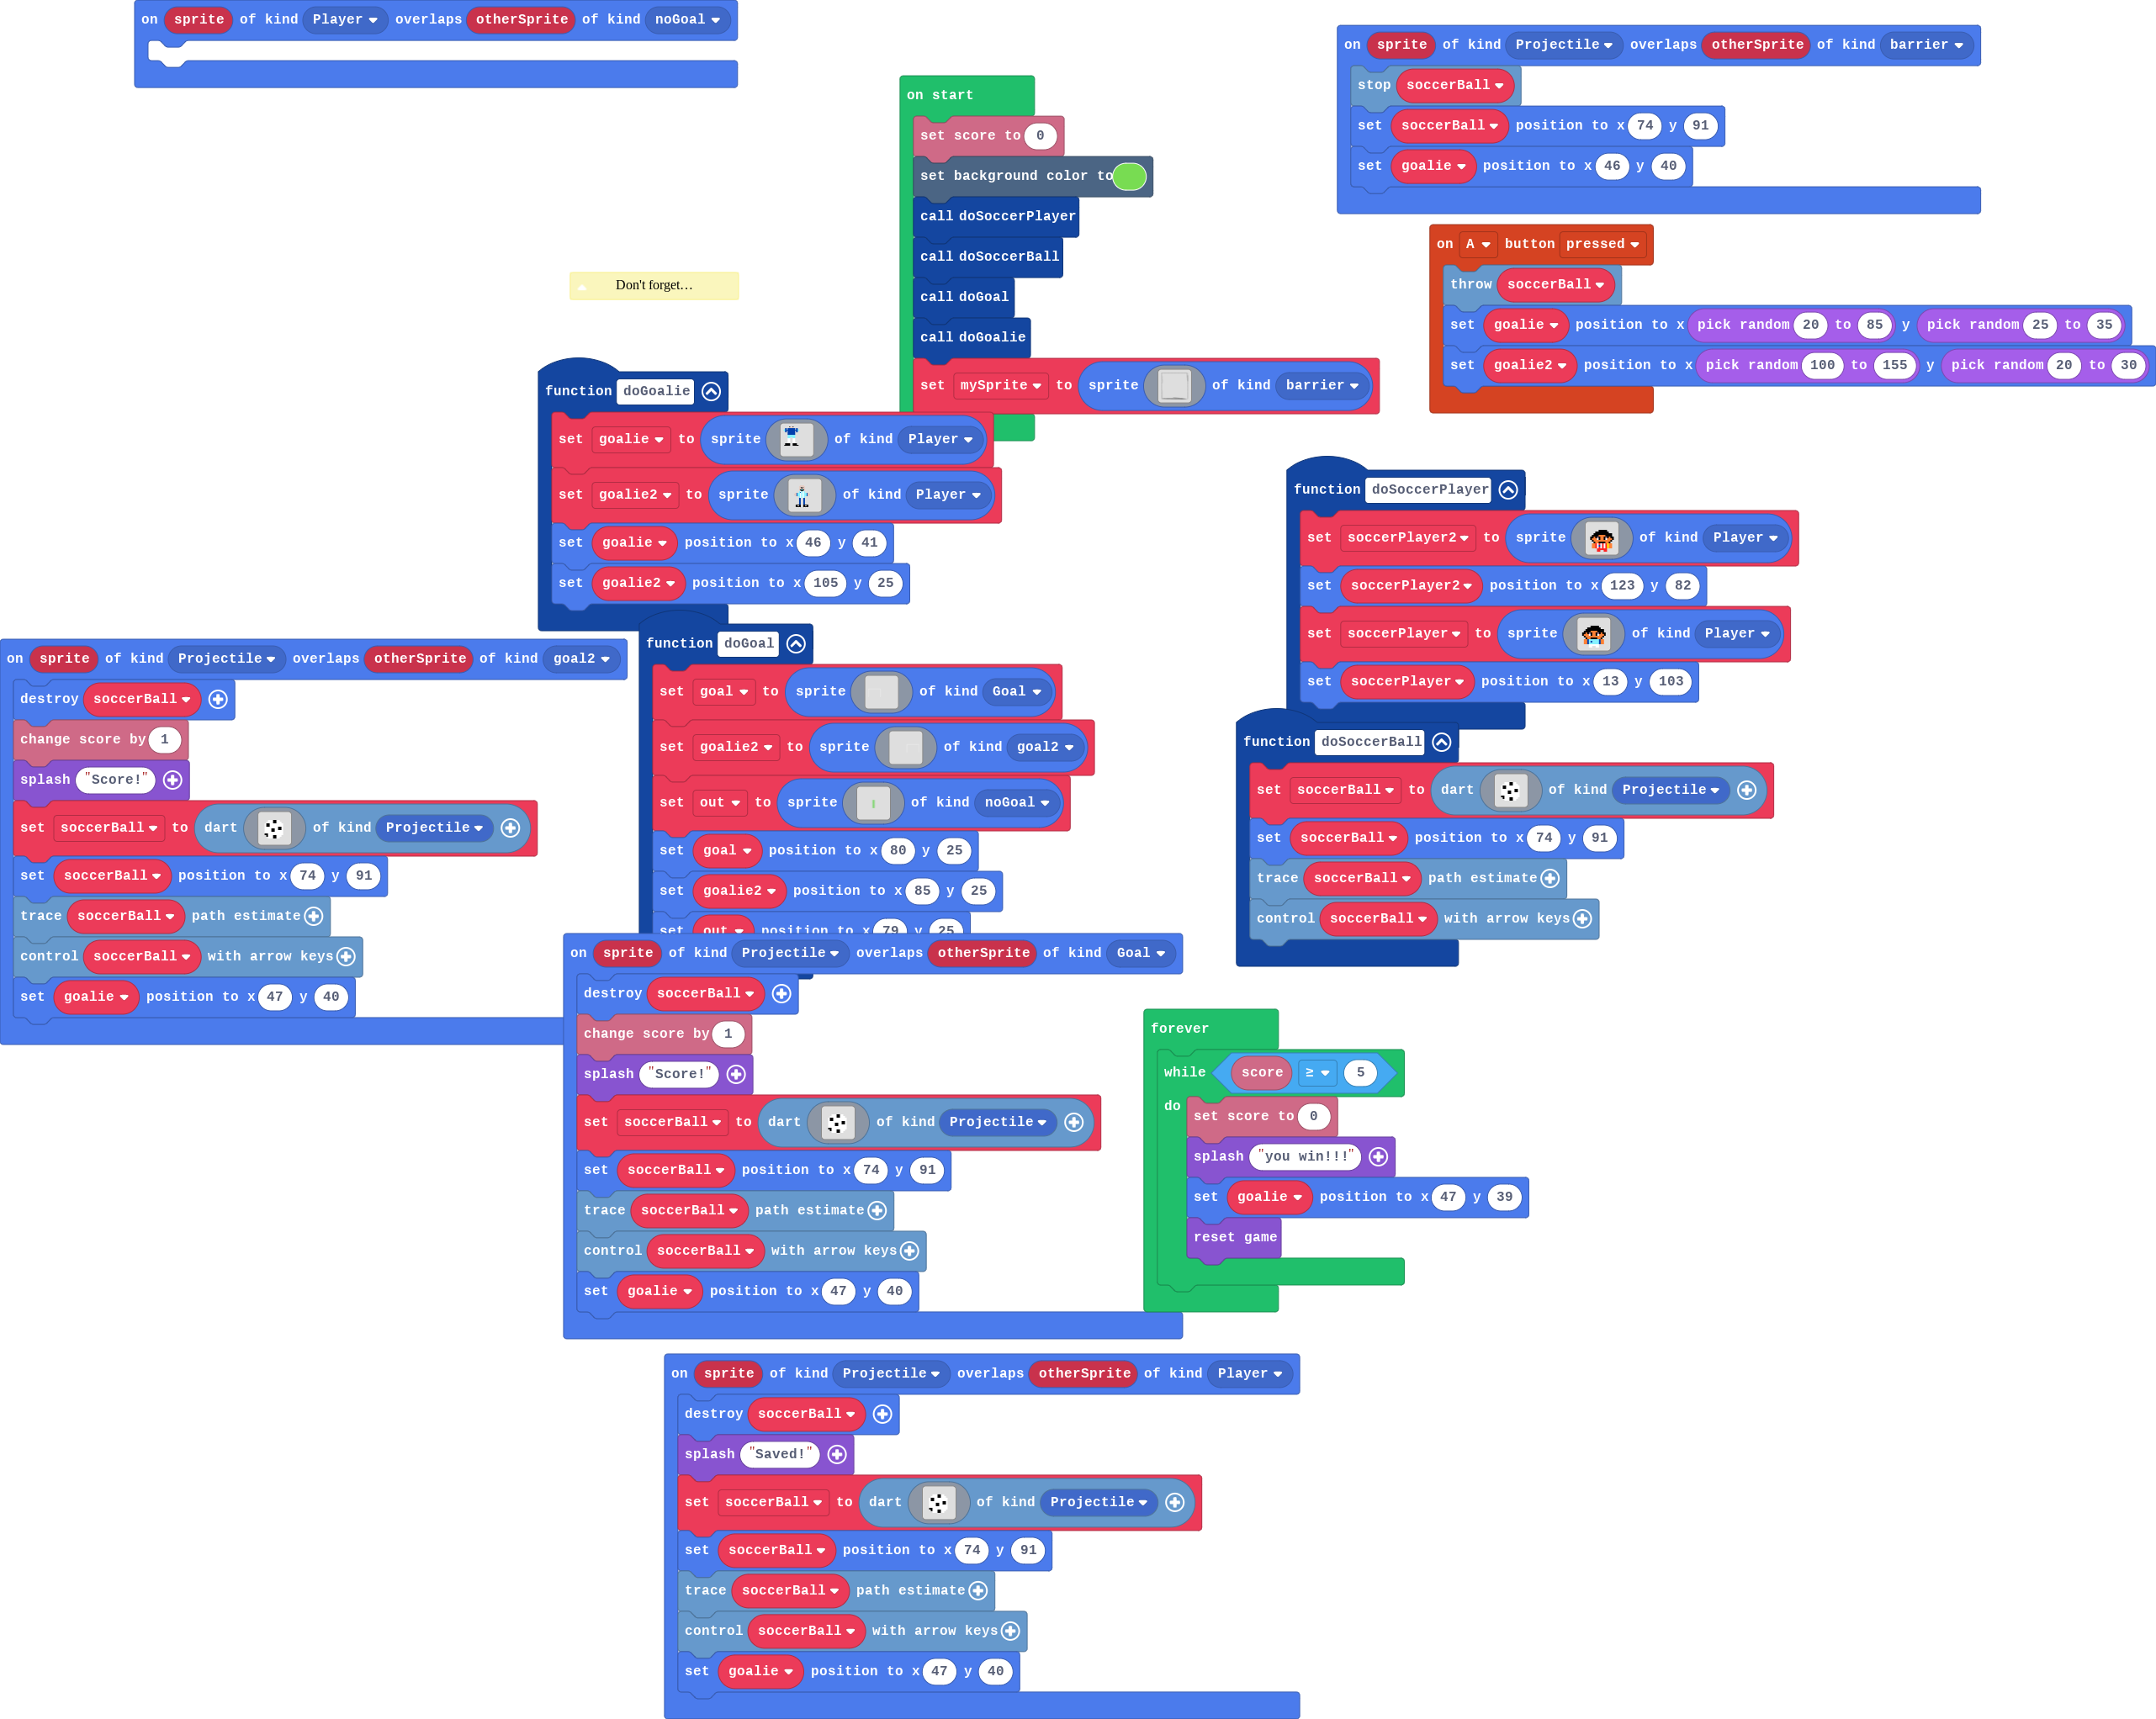 on sprite of kind Player overlaps otherSprite of kind noGoal
on start
set score to 0
set background color to
call doSoccerPlayer
call doSoccerBall
call doGoal
call doGoalie
set mySprite to sprite of kind barrier
on sprite of kind Projectile overlaps otherSprite of kind barrier
stop soccerBall
set soccerBall position to x 74 y 91
set goalie position to x 46 y 40
on A button pressed
throw soccerBall
set goalie position to x pick random 20 to 85 y pick random 25 to 35
set goalie2 position to x pick random 100 to 155 y pick random 20 to 30
Don't forget...
function doGoalie
set goalie to sprite of kind Player
set goalie2 to sprite of kind Player
set goalie position to x 46 y 41
set goalie2 position to x 105 y 25
function doSoccerPlayer
set soccerPlayer2 to sprite of kind Player
set soccerPlayer2 position to x 123 y 82
set soccerPlayer to sprite of kind Player
set soccerPlayer position to x 13 y 103
on sprite of kind Projectile overlaps otherSprite of kind goal2
destroy soccerBall
change score by 1
splash "Score!"
set soccerBall to dart of kind Projectile
set soccerBall position to x 74 y 91
trace soccerBall path estimate
control soccerBall with arrow keys
set goalie position to x 47 y 40
function doGoal
set goal to sprite of kind Goal
set goalie2 to sprite of kind goal2
set out to sprite of kind noGoal
set goal position to x 80 y 25
set goalie2 position to x 85 y 25
set out position to x 79 y 25
function doSoccerBall
set soccerBall to dart of kind Projectile
set soccerBall position to x 74 y 91
trace soccerBall path estimate
control soccerBall with arrow keys
on sprite of kind Projectile overlaps otherSprite of kind Goal
destroy soccerBall
change score by 1
splash "Score!"
set soccerBall to dart of kind Projectile
set soccerBall position to x 74 y 91
trace soccerBall path estimate
control soccerBall with arrow keys
set goalie position to x 47 y 40
forever
while score ≥ 5
do
set score to 0
splash "you win!!!"
set goalie position to x 47 y 39
reset game
on sprite of kind Projectile overlaps otherSprite of kind Player
destroy soccerBall
splash "Saved!"
set soccerBall to dart of kind Projectile
set soccerBall position to x 74 y 91
trace soccerBall path estimate
control soccerBall with arrow keys
set goalie position to x 47 y 40